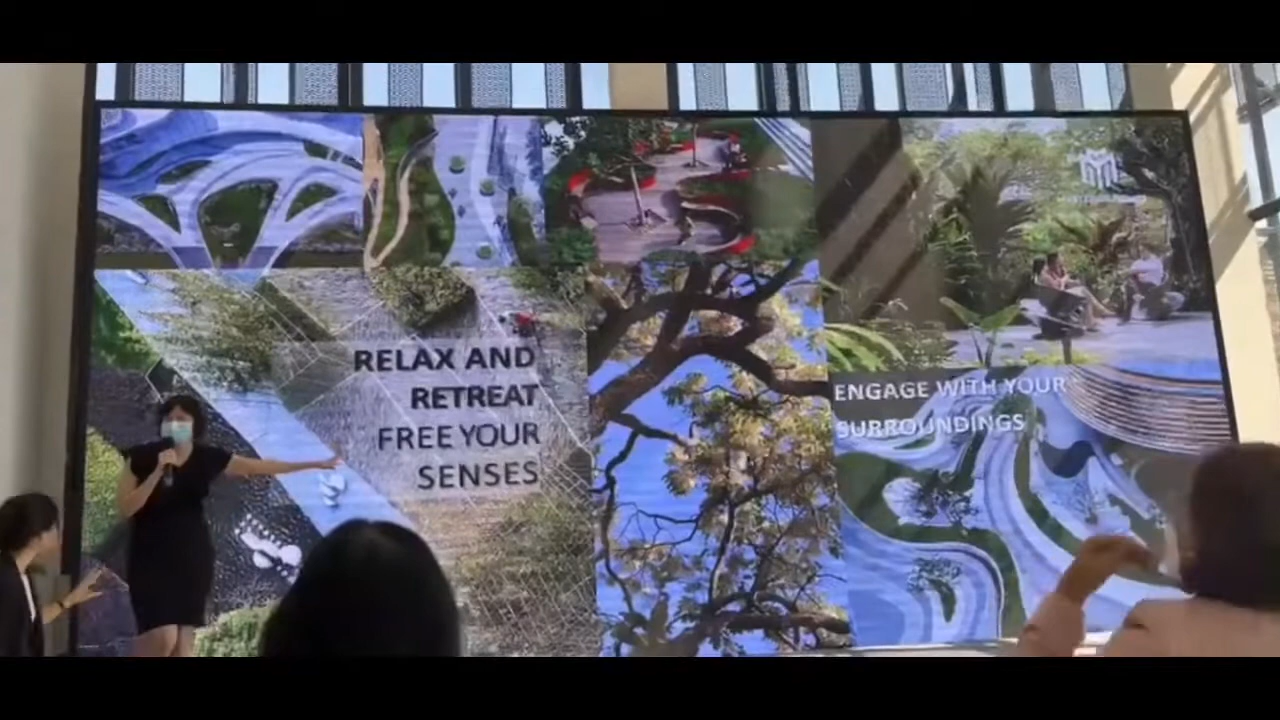 RELAX AND
RETREAT
FREE YOUR
SENSES
ENGAGE WITH YOUR
SURROUNDINGS